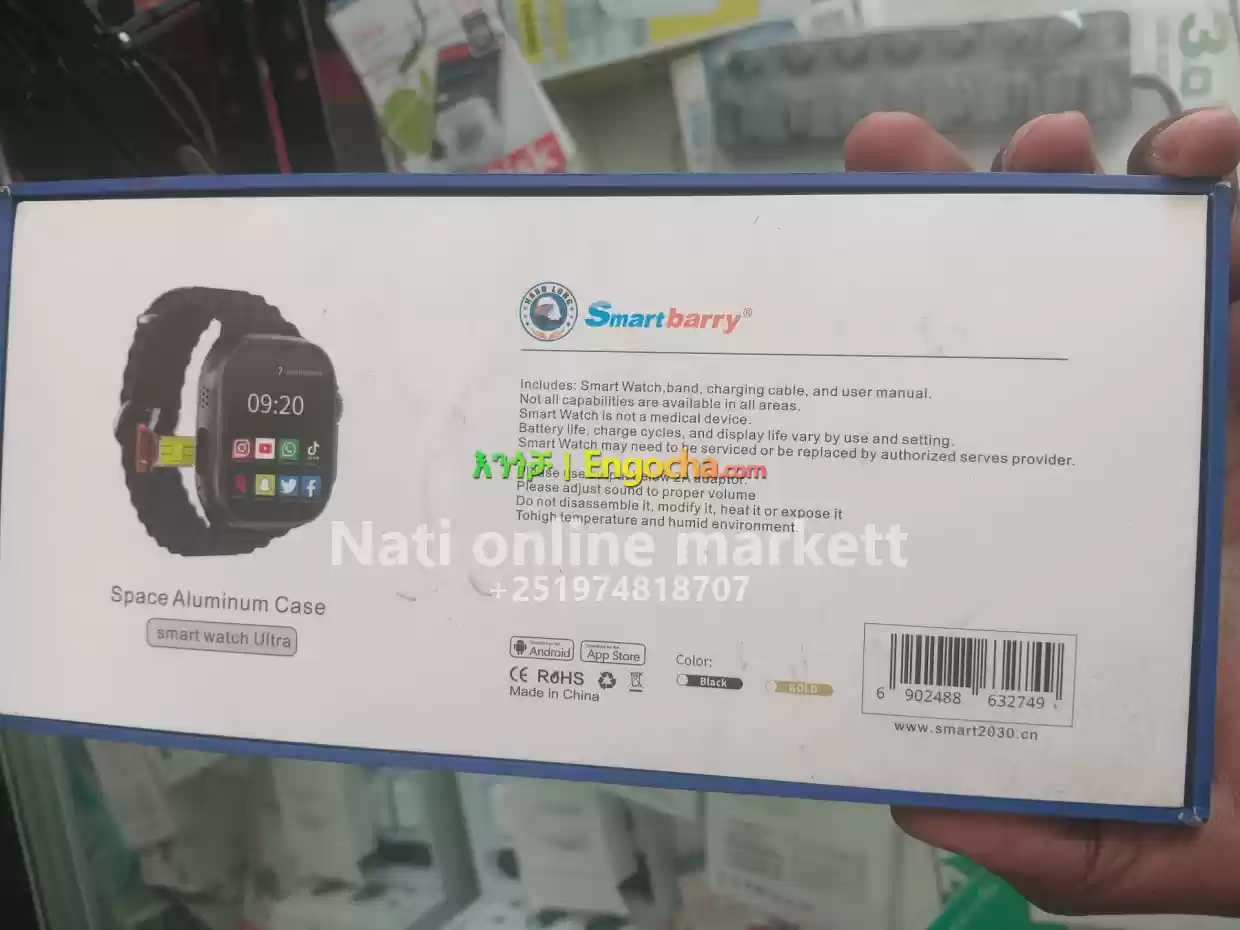 30
HAND LONG
Smartbarry®
Includes: Smart Watch,band, charging cable, and user manual.
Not all capabilities are available in all areas.
Smart Watch is not a medical device.
Battery life, charge cycles, and display life vary by use and setting.
Smart Watch may need to be serviced or be replaced by authorized serves provider.
እንጎቻ | Engocha.com
2A adaptor.
Please adjust sound to proper volume
Do not disassemble it, modify it, heat it or expose it
Tohigh temperature and humid environment.
Nati online markett
+251974818707
09:20
Space Aluminum Case
smart watch Ultra
Android
App Store
CE RoHS
Made in China
Color:
Black
GOLD
6 902488 632749
www.smart2030.cn